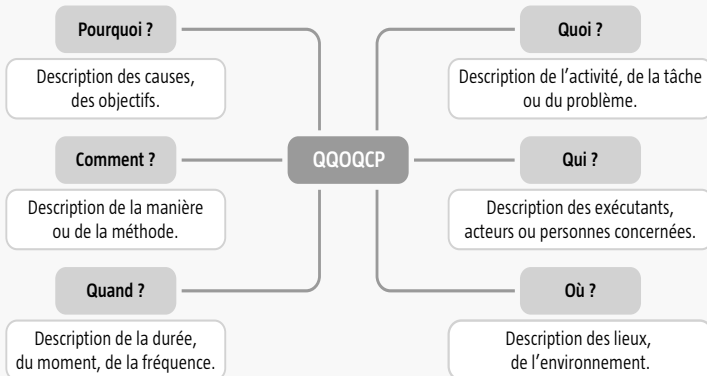 Pourquoi ?
Description des causes,
des objectifs.
Comment ?
Description de la manière
ou de la méthode.
Quand ?
Description de la durée,
du moment, de la fréquence.
QQOQCP
Quoi ?
Description de l’activité, de la tâche
ou du problème.
Qui ?
Description des exécutants,
acteurs ou personnes concernées.
Où ?
Description des lieux,
de l’environnement.